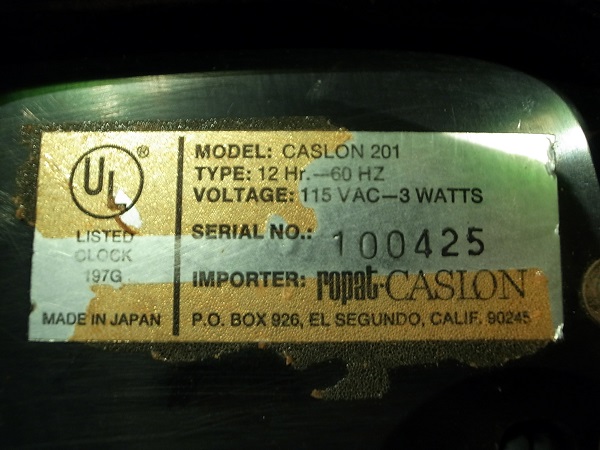 UL ®
LISTED
CLOCK
197G
MADE IN JAPAN
MODEL: CASLON 201
TYPE: 12 Hr.—60 HZ
VOLTAGE: 115 VAC—3 WATTS
SERIAL NO.: 100425
IMPORTER: ropat·CASLON
P.O. BOX 926, EL SEGUNDO, CALIF. 90245